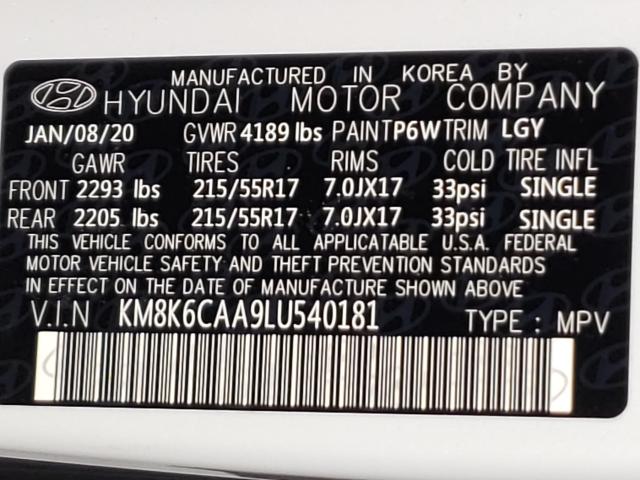 MANUFACTURED IN KOREA BY
HYUNDAI MOTOR COMPANY
JAN/08/20 GVWR 4189 lbs PAINT P6W TRIM LGY
GAWR TIRES RIMS COLD TIRE INFL
FRONT 2293 lbs 215/55R17 7.0JX17 33psi SINGLE
REAR 2205 lbs 215/55R17 7.0JX17 33psi SINGLE
THIS VEHICLE CONFORMS TO ALL APPLICABLE U.S.A. FEDERAL
MOTOR VEHICLE SAFETY AND THEFT PREVENTION STANDARDS
IN EFFECT ON THE DATE OF MANUFACTURE SHOWN ABOVE
V.I.N KM8K6CAA9LU540181 TYPE : MPV